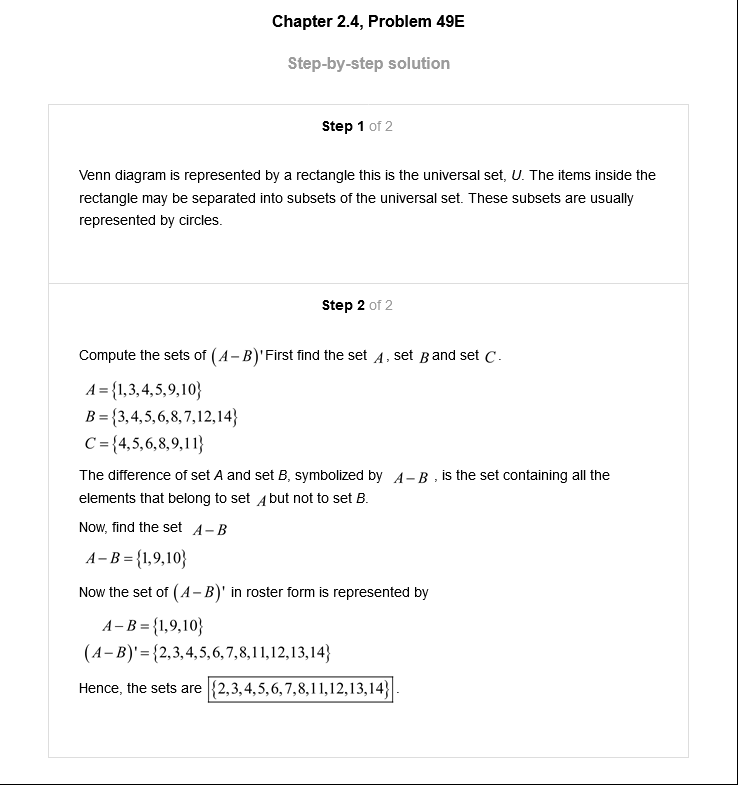 Chapter 2.4, Problem 49E
Step-by-step solution
Step 1 of 2
Venn diagram is represented by a rectangle this is the universal set, U. The items inside the
rectangle may be separated into subsets of the universal set. These subsets are usually
represented by circles.
Step 2 of 2
Compute the sets of (A−B)'First find the set A, set B and set C.
A={1,3,4,5,9,10}
B={3,4,5,6,8,7,12,14}
C={4,5,6,8,9,11}
The difference of set A and set B, symbolized by A−B, is the set containing all the
elements that belong to set A but not to set B.
Now, find the set A−B
A−B={1,9,10}
Now the set of (A−B)' in roster form is represented by
A−B={1,9,10}
(A−B)'={2,3,4,5,6,7,8,11,12,13,14}
Hence, the sets are {2,3,4,5,6,7,8,11,12,13,14}.